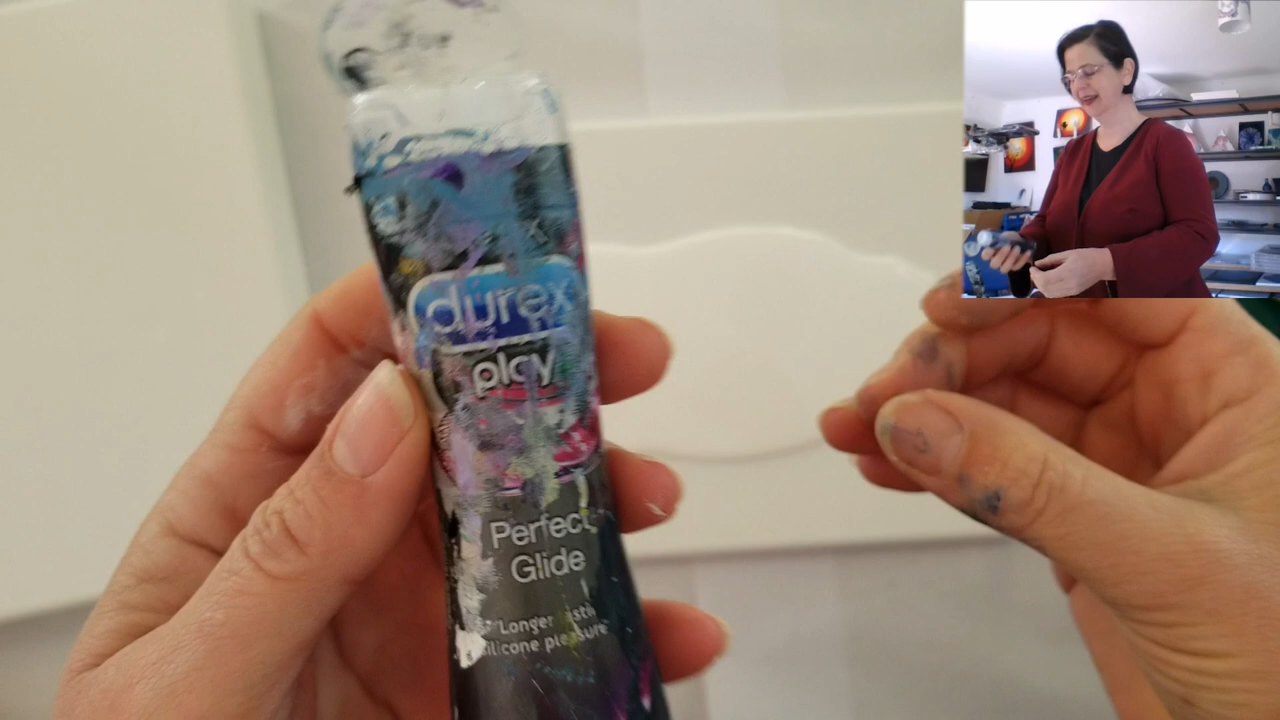 durex
play
Perfect
Glide
Longer
silicone pleasure